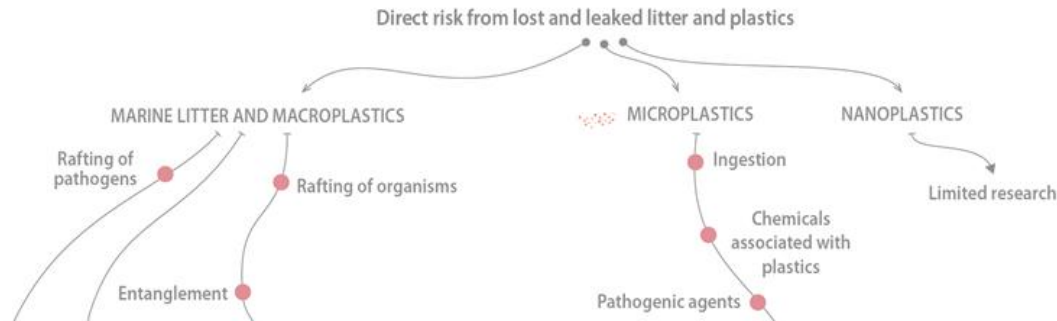 Direct risk from lost and leaked litter and plastics
MARINE LITTER AND MACROPLASTICS
MICROPLASTICS
NANOPLASTICS
Rafting of
pathogens
Rafting of organisms
Entanglement
Ingestion
Chemicals
associated with
plastics
Pathogenic agents
Limited research